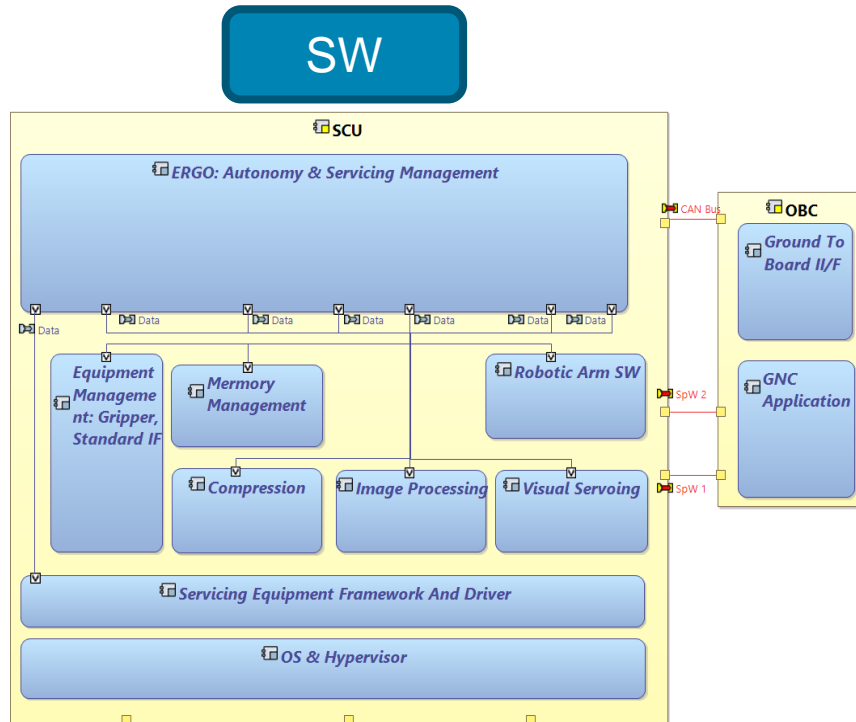 SW
SCU
ERGO: Autonomy & Servicing Management
CAN Bus
OBC
Ground To
Board II/F
Data
Data
Data
Data
Data
Data
Data
Equipment
Manageme
nt: Gripper,
Standard IF
Mermory
Management
Robotic Arm SW
SpW 2
GNC
Application
Compression
Image Processing
Visual Servoing
SpW 1
Servicing Equipment Framework And Driver
OS & Hypervisor